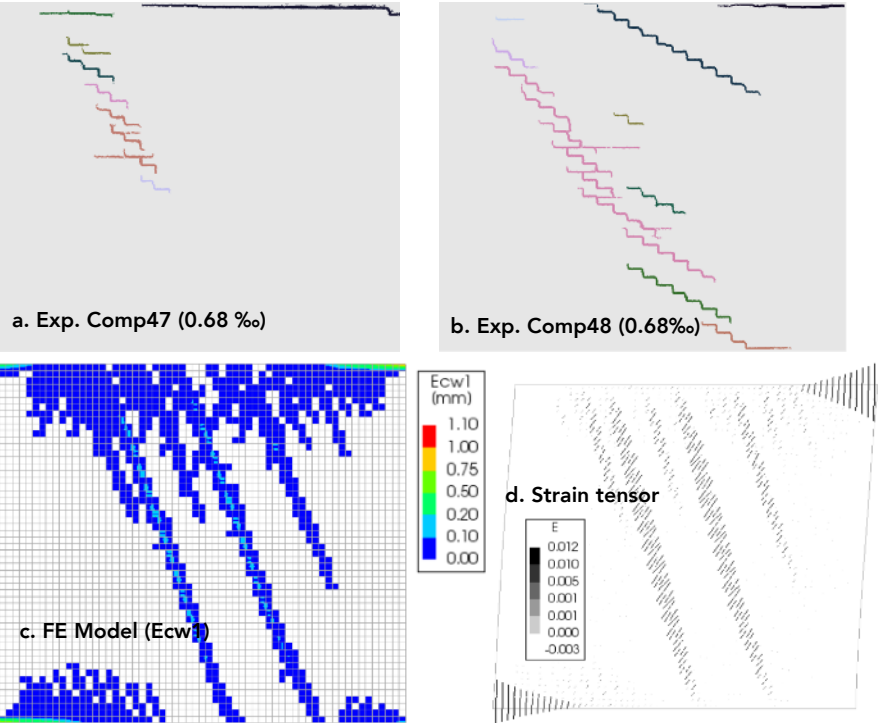 a. Exp. Comp47 (0.68 ‰)
b. Exp. Comp48 (0.68‰)
Ecw1
(mm)
1.10
1.00
0.75
0.50
0.20
0.10
0.00
c. FE Model (Ecw1)
d. Strain tensor
E
0.012
0.010
0.005
0.001
0.001
0.000
-0.003